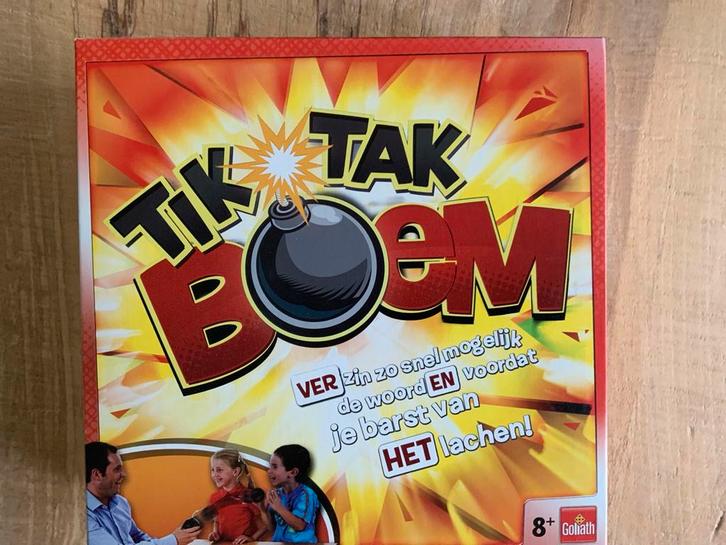 TIK TAK
BOEM
VERzin zo snel mogelijk
de woordEN voordat
je barst van
HET lachen!
8+
Goliath